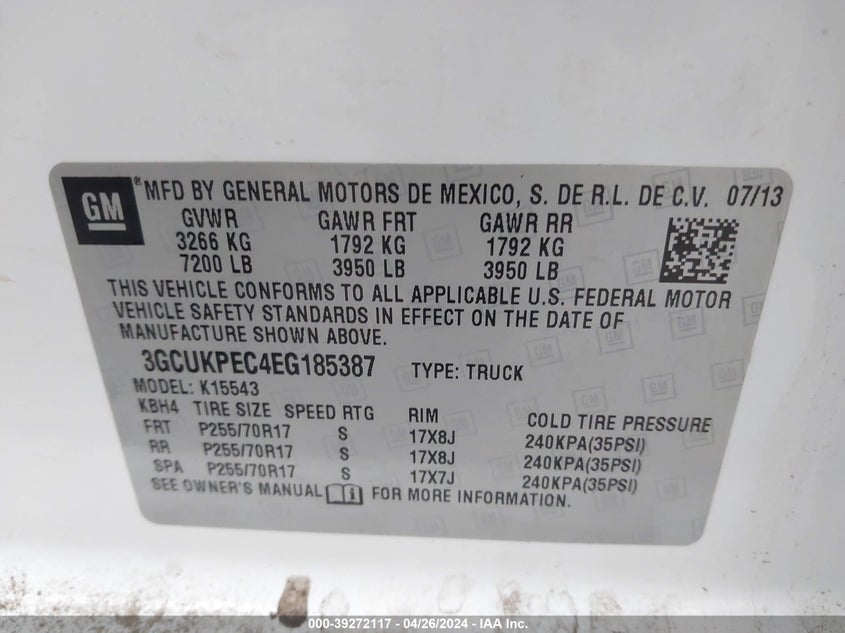 GM ® MFD BY GENERAL MOTORS DE MEXICO, S. DE R.L. DE C.V. 07/13
GVWR GAWR FRT GAWR RR
3266 KG 1792 KG 1792 KG
7200 LB 3950 LB 3950 LB
THIS VEHICLE CONFORMS TO ALL APPLICABLE U.S. FEDERAL MOTOR
VEHICLE SAFETY STANDARDS IN EFFECT ON THE DATE OF
MANUFACTURE SHOWN ABOVE.
3GCUKPEC4EG185387 TYPE: TRUCK
MODEL: K15543
KBH4 TIRE SIZE SPEED RTG RIM COLD TIRE PRESSURE
FRT P255/70R17 S 17X8J 240KPA(35PSI)
RR P255/70R17 S 17X8J 240KPA(35PSI)
SPA P255/70R17 S 17X7J 240KPA(35PSI)
SEE OWNER'S MANUAL i FOR MORE INFORMATION.
000-39272117 - 04/26/2024 - IAA Inc.